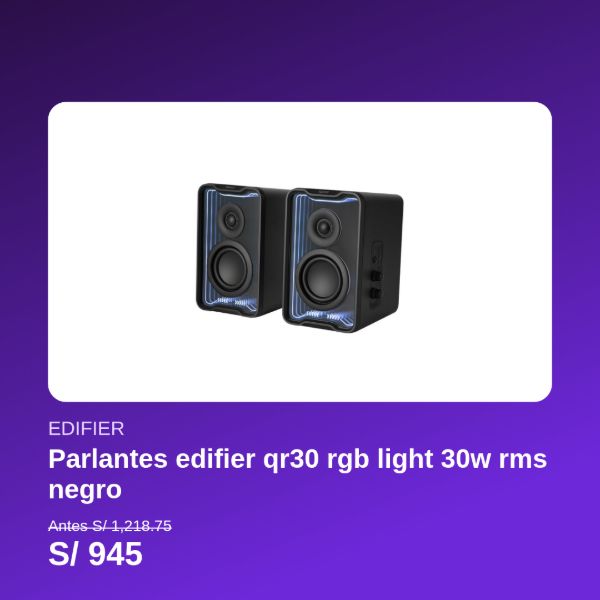 EDIFIER
Parlantes edifier qr30 rgb light 30w rms
negro
Antes S/ 1,218.75
S/ 945